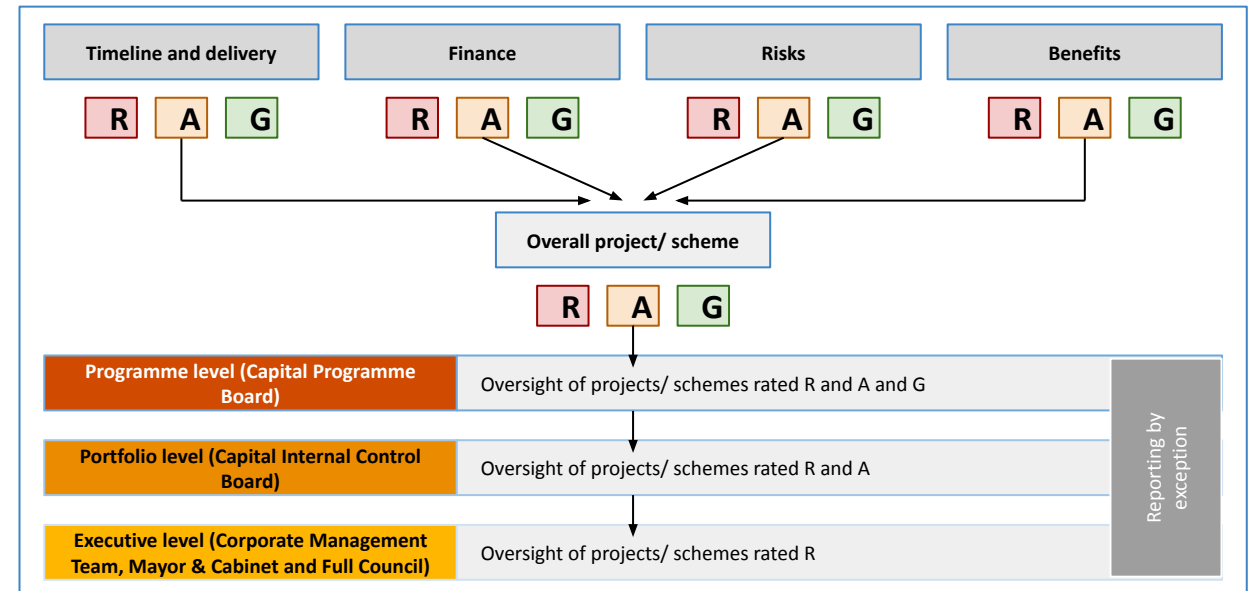 Timeline and delivery
Finance
Risks
Benefits
R A G
R A G
R A G
R A G
Overall project/ scheme
R A G
Programme level (Capital Programme
Board)
Oversight of projects/ schemes rated R and A and G
Portfolio level (Capital Internal Control
Board)
Oversight of projects/ schemes rated R and A
Executive level (Corporate Management
Team, Mayor & Cabinet and Full Council)
Oversight of projects/ schemes rated R
Reporting by
exception